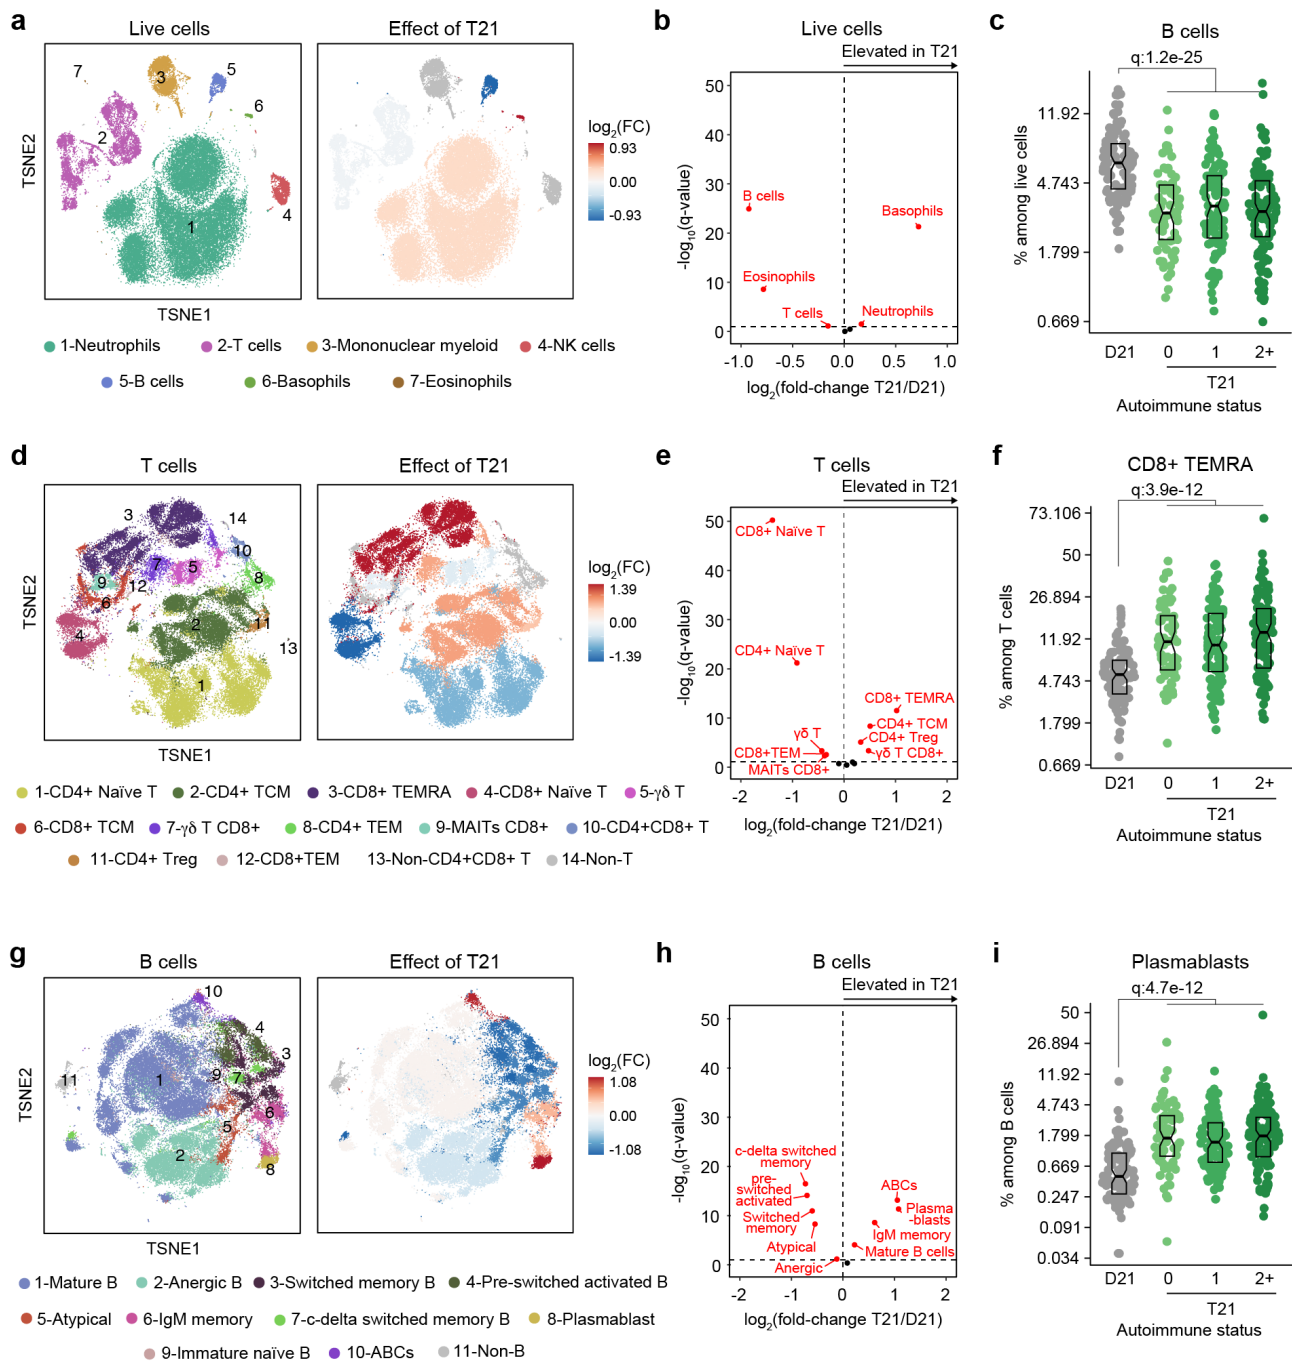 a
Live cells
Effect of T21
7
3
5
6
2
1
4
TSNE2
TSNE1
log2(FC)
0.93
0.00
-0.93
1-Neutrophils
2-T cells
3-Mononuclear myeloid
4-NK cells
5-B cells
6-Basophils
7-Eosinophils
b
Live cells
Elevated in T21
50
40
30
20
10
0
-log10(q-value)
B cells
Basophils
Eosinophils
T cells
Neutrophils
-1.0
-0.5
0.0
0.5
1.0
log2(fold-change T21/D21)
c
B cells
q:1.2e-25
11.92
4.743
1.799
0.669
% among live cells
D21
0
1
2+
T21
Autoimmune status
d
T cells
Effect of T21
3
14
10
7
5
8
9
12
6
2
11
4
13
1
TSNE2
TSNE1
log2(FC)
1.39
0.00
-1.39
1-CD4+ Naïve T
2-CD4+ TCM
3-CD8+ TEMRA
4-CD8+ Naïve T
5-γδ T
6-CD8+ TCM
7-γδ T CD8+
8-CD4+ TEM
9-MAITs CD8+
10-CD4+CD8+ T
11-CD4+ Treg
12-CD8+TEM
13-Non-CD4+CD8+ T
14-Non-T
e
T cells
Elevated in T21
50
40
30
20
10
0
-log10(q-value)
CD8+ Naïve T
CD4+ Naïve T
CD8+ TEMRA
CD4+ TCM
γδ T
CD4+ Treg
CD8+TEM
γδ T CD8+
MAITs CD8+
-2
-1
0
1
2
log2(fold-change T21/D21)
f
CD8+ TEMRA
q:3.9e-12
73.106
50
26.894
11.92
4.743
1.799
0.669
% among T cells
D21
0
1
2+
T21
Autoimmune status
g
B cells
Effect of T21
10
4
3
11
1
9
7
6
5
2
8
TSNE2
TSNE1
log2(FC)
1.08
0.00
-1.08
1-Mature B
2-Anergic B
3-Switched memory B
4-Pre-switched activated B
5-Atypical
6-IgM memory
7-c-delta switched memory B
8-Plasmablast
9-Immature naïve B
10-ABCs
11-Non-B
h
B cells
Elevated in T21
50
40
30
20
10
0
-log10(q-value)
c-delta switched
memory
pre-
switched
activated
ABCs
Plasma
-blasts
Switched
memory
IgM memory
Atypical
Mature B cells
Anergic
-2
-1
0
1
2
log2(fold-change T21/D21)
i
Plasmablasts
q:4.7e-12
50
26.894
11.92
4.743
1.799
0.669
0.247
0.091
0.034
% among B cells
D21
0
1
2+
T21
Autoimmune status